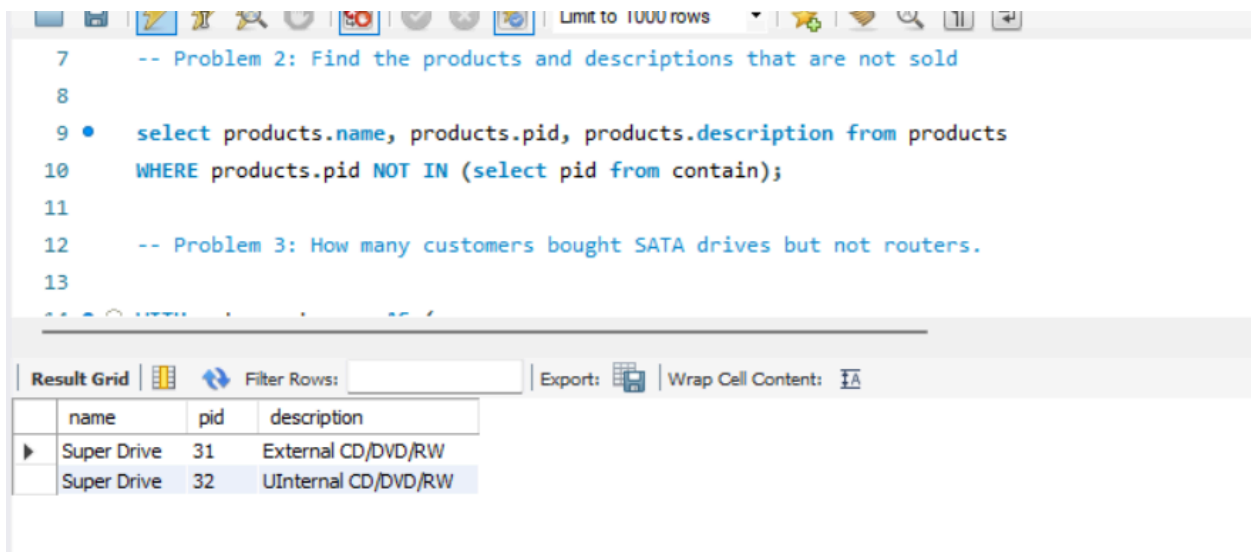 Limit to 1000 rows
7 -- Problem 2: Find the products and descriptions that are not sold
8
9 select products.name, products.pid, products.description from products
10 WHERE products.pid NOT IN (select pid from contain);
11
12 -- Problem 3: How many customers bought SATA drives but not routers.
13
Result Grid Filter Rows: Export: Wrap Cell Content:
name pid description
Super Drive 31 External CD/DVD/RW
Super Drive 32 UInternal CD/DVD/RW